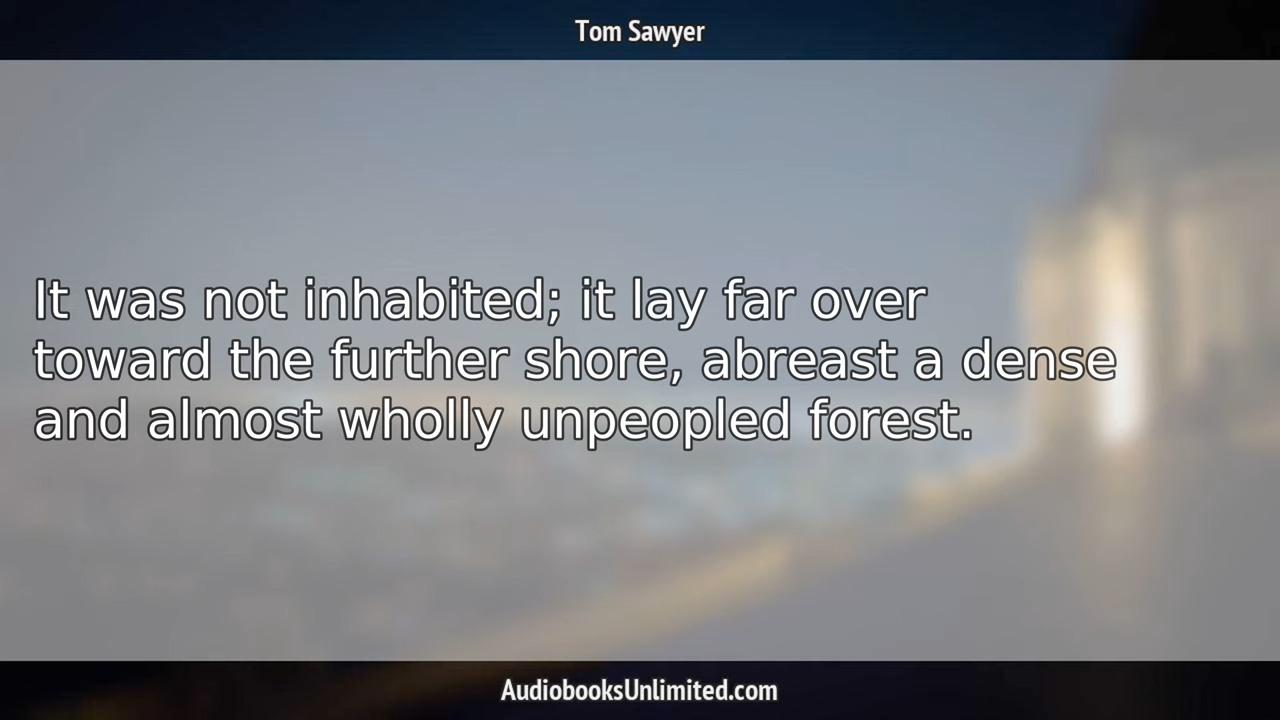 Tom Sawyer
It was not inhabited; it lay far over
toward the further shore, abreast a dense
and almost wholly unpeopled forest.
AudiobooksUnlimited.com